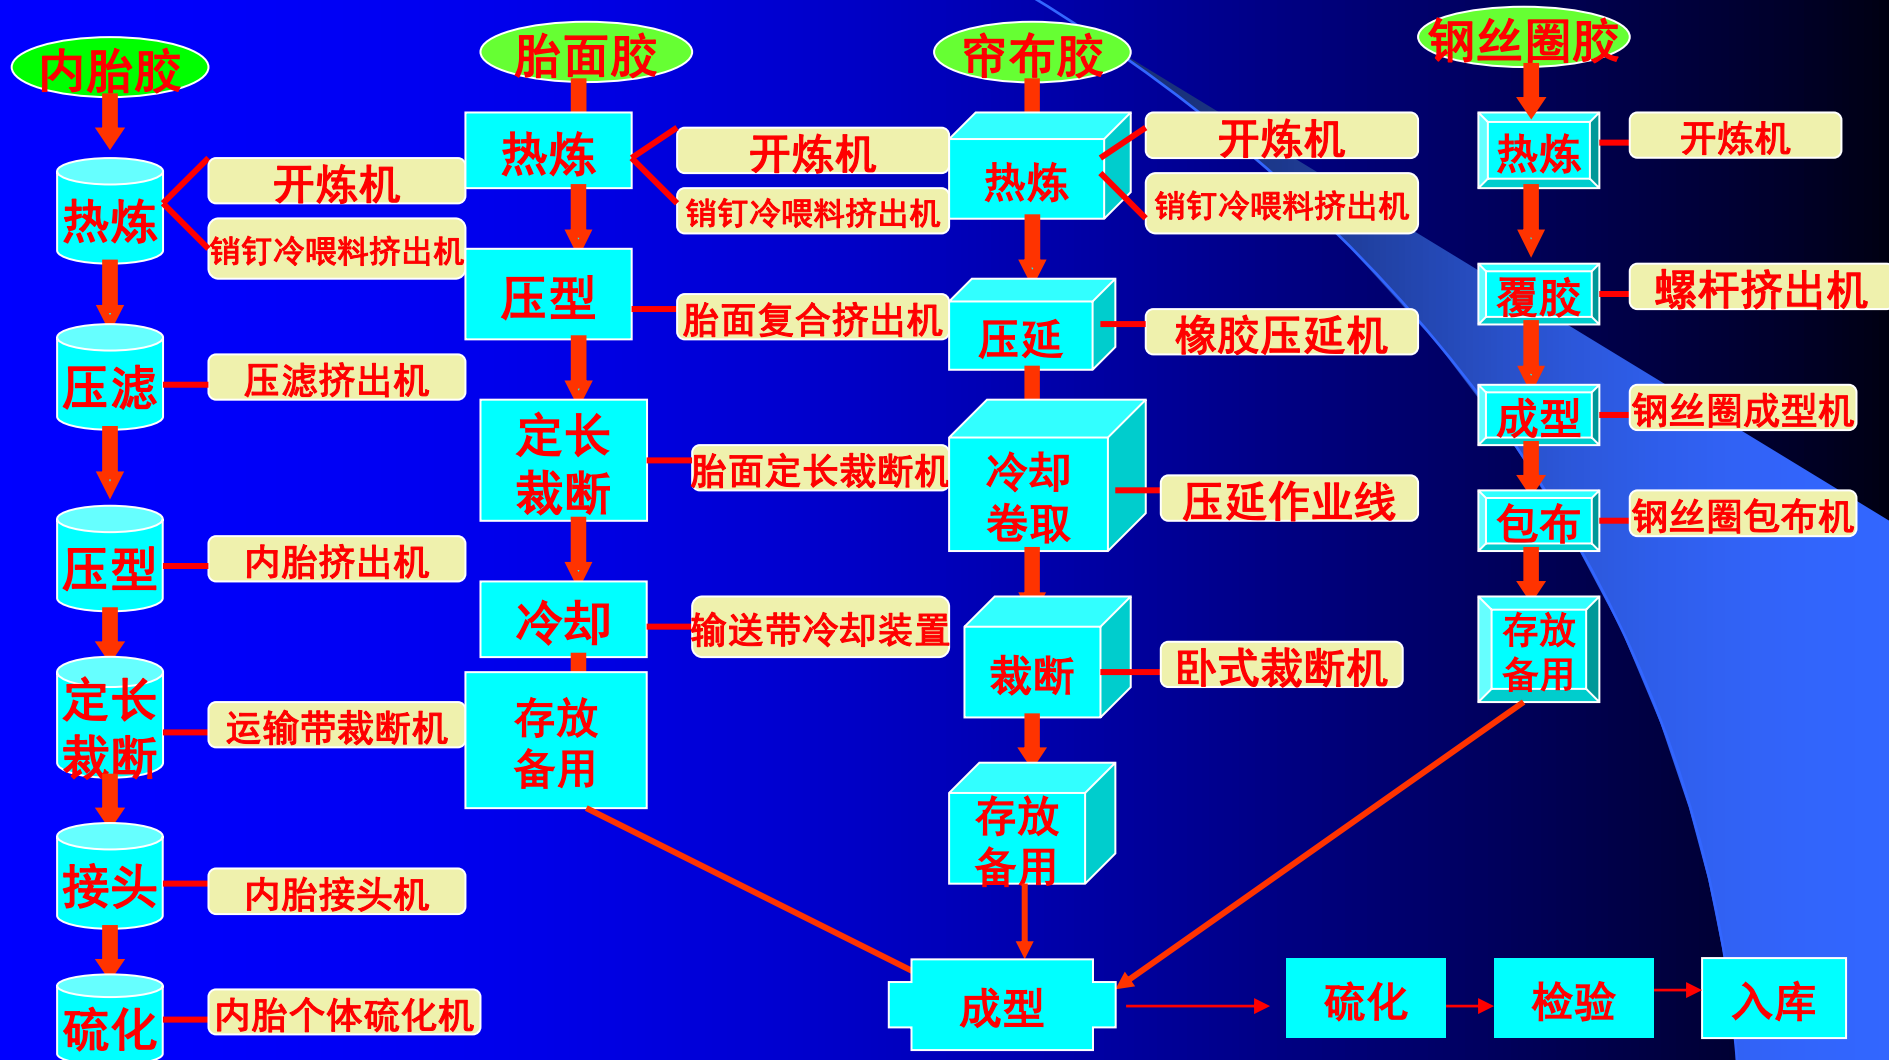 内胎胶
热炼
开炼机
销钉冷喂料挤出机
压滤
压滤挤出机
压型
内胎挤出机
定长
裁断
运输带裁断机
接头
内胎接头机
硫化
内胎个体硫化机
胎面胶
热炼
开炼机
销钉冷喂料挤出机
压型
胎面复合挤出机
定长
裁断
胎面定长裁断机
冷却
输送带冷却装置
存放
备用
帘布胶
热炼
开炼机
销钉冷喂料挤出机
压延
橡胶压延机
冷却
卷取
压延作业线
裁断
卧式裁断机
存放
备用
钢丝圈胶
热炼
开炼机
覆胶
螺杆挤出机
成型
钢丝圈成型机
包布
钢丝圈包布机
存放
备用
成型
硫化
检验
入库